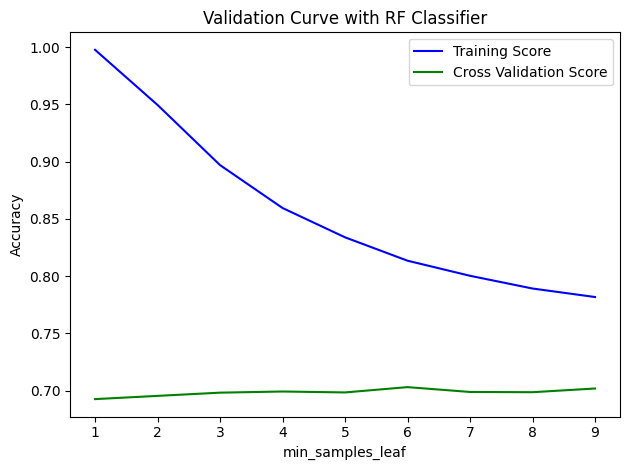 Validation Curve with RF Classifier
Training Score
Cross Validation Score
Accuracy
1.00
0.95
0.90
0.85
0.80
0.75
0.70
1 2 3 4 5 6 7 8 9
min_samples_leaf